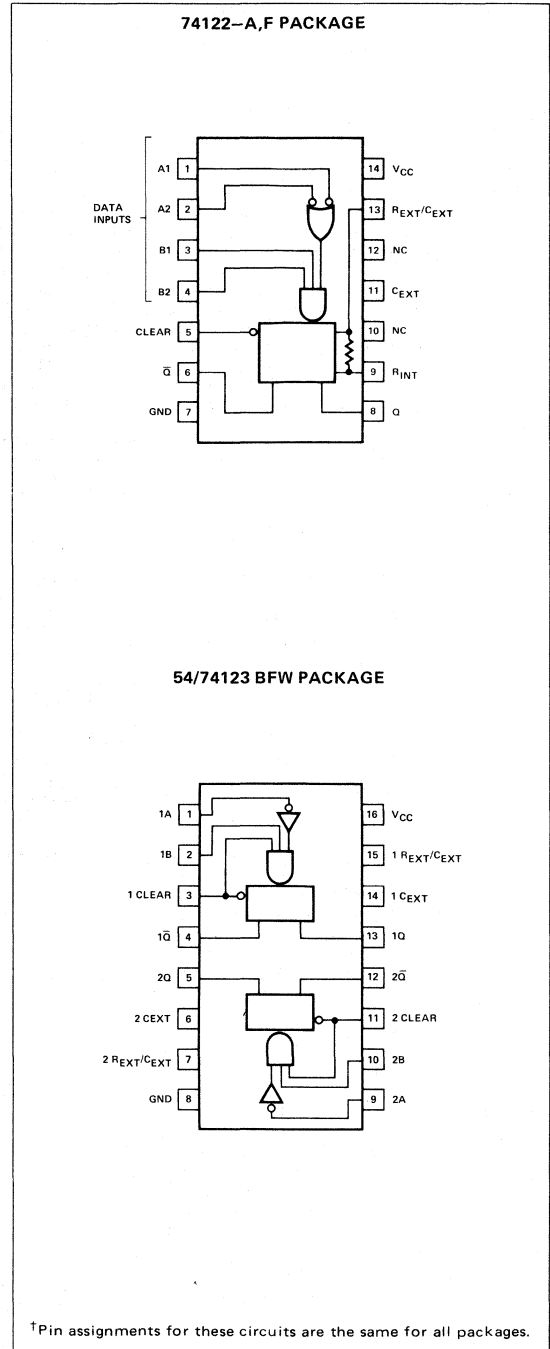 74122–A,F PACKAGE
DATA
INPUTS
A1 1
A2 2
B1 3
B2 4
CLEAR 5
Q̅ 6
GND 7
14 VCC
13 REXT/CEXT
12 NC
11 CEXT
10 NC
9 RINT
8 Q
54/74123 BFW PACKAGE
1A 1
1B 2
1 CLEAR 3
1Q̅ 4
2Q 5
2 CEXT 6
2 REXT/CEXT 7
GND 8
16 VCC
15 1 REXT/CEXT
14 1 CEXT
13 1Q
12 2Q̅
11 2 CLEAR
10 2B
9 2A
†Pin assignments for these circuits are the same for all packages.